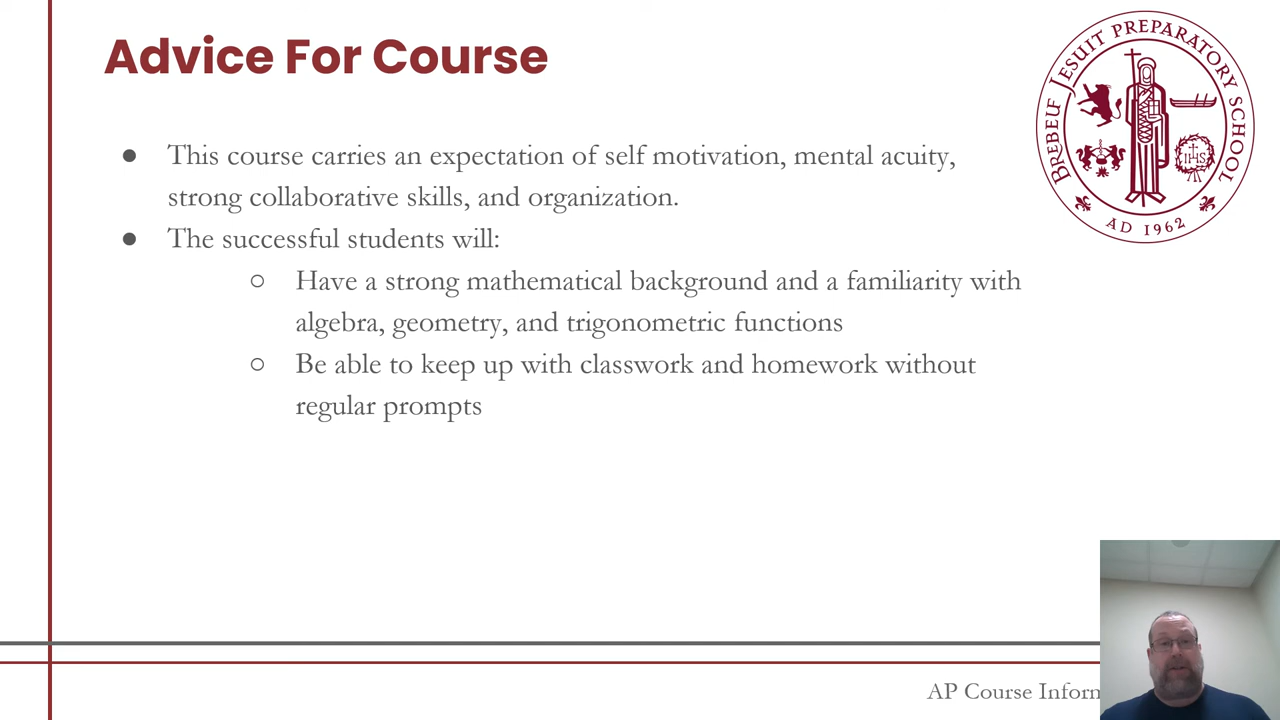 Advice For Course
BREBEUF JESUIT PREPARATORY SCHOOL
IHS
AD 1962
● This course carries an expectation of self motivation, mental acuity,
strong collaborative skills, and organization.
● The successful students will:
○ Have a strong mathematical background and a familiarity with
algebra, geometry, and trigonometric functions
○ Be able to keep up with classwork and homework without
regular prompts
AP Course Inform